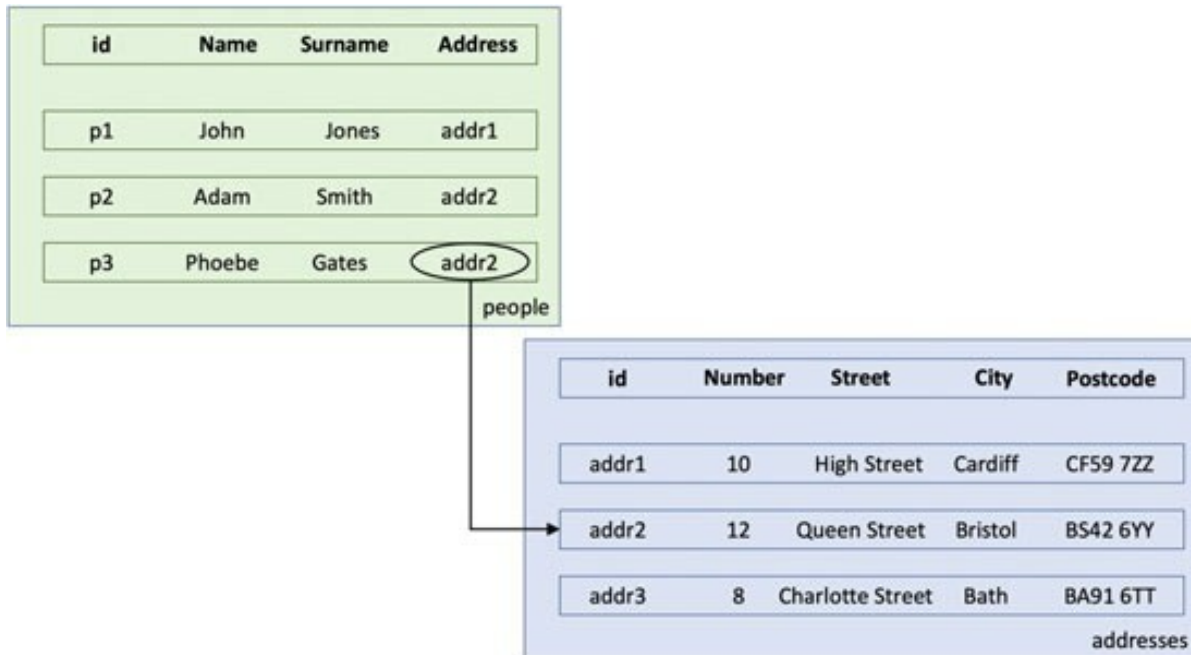 id Name Surname Address
p1 John Jones addr1
p2 Adam Smith addr2
p3 Phoebe Gates addr2
people
id Number Street City Postcode
addr1 10 High Street Cardiff CF59 7ZZ
addr2 12 Queen Street Bristol BS42 6YY
addr3 8 Charlotte Street Bath BA91 6TT
addresses